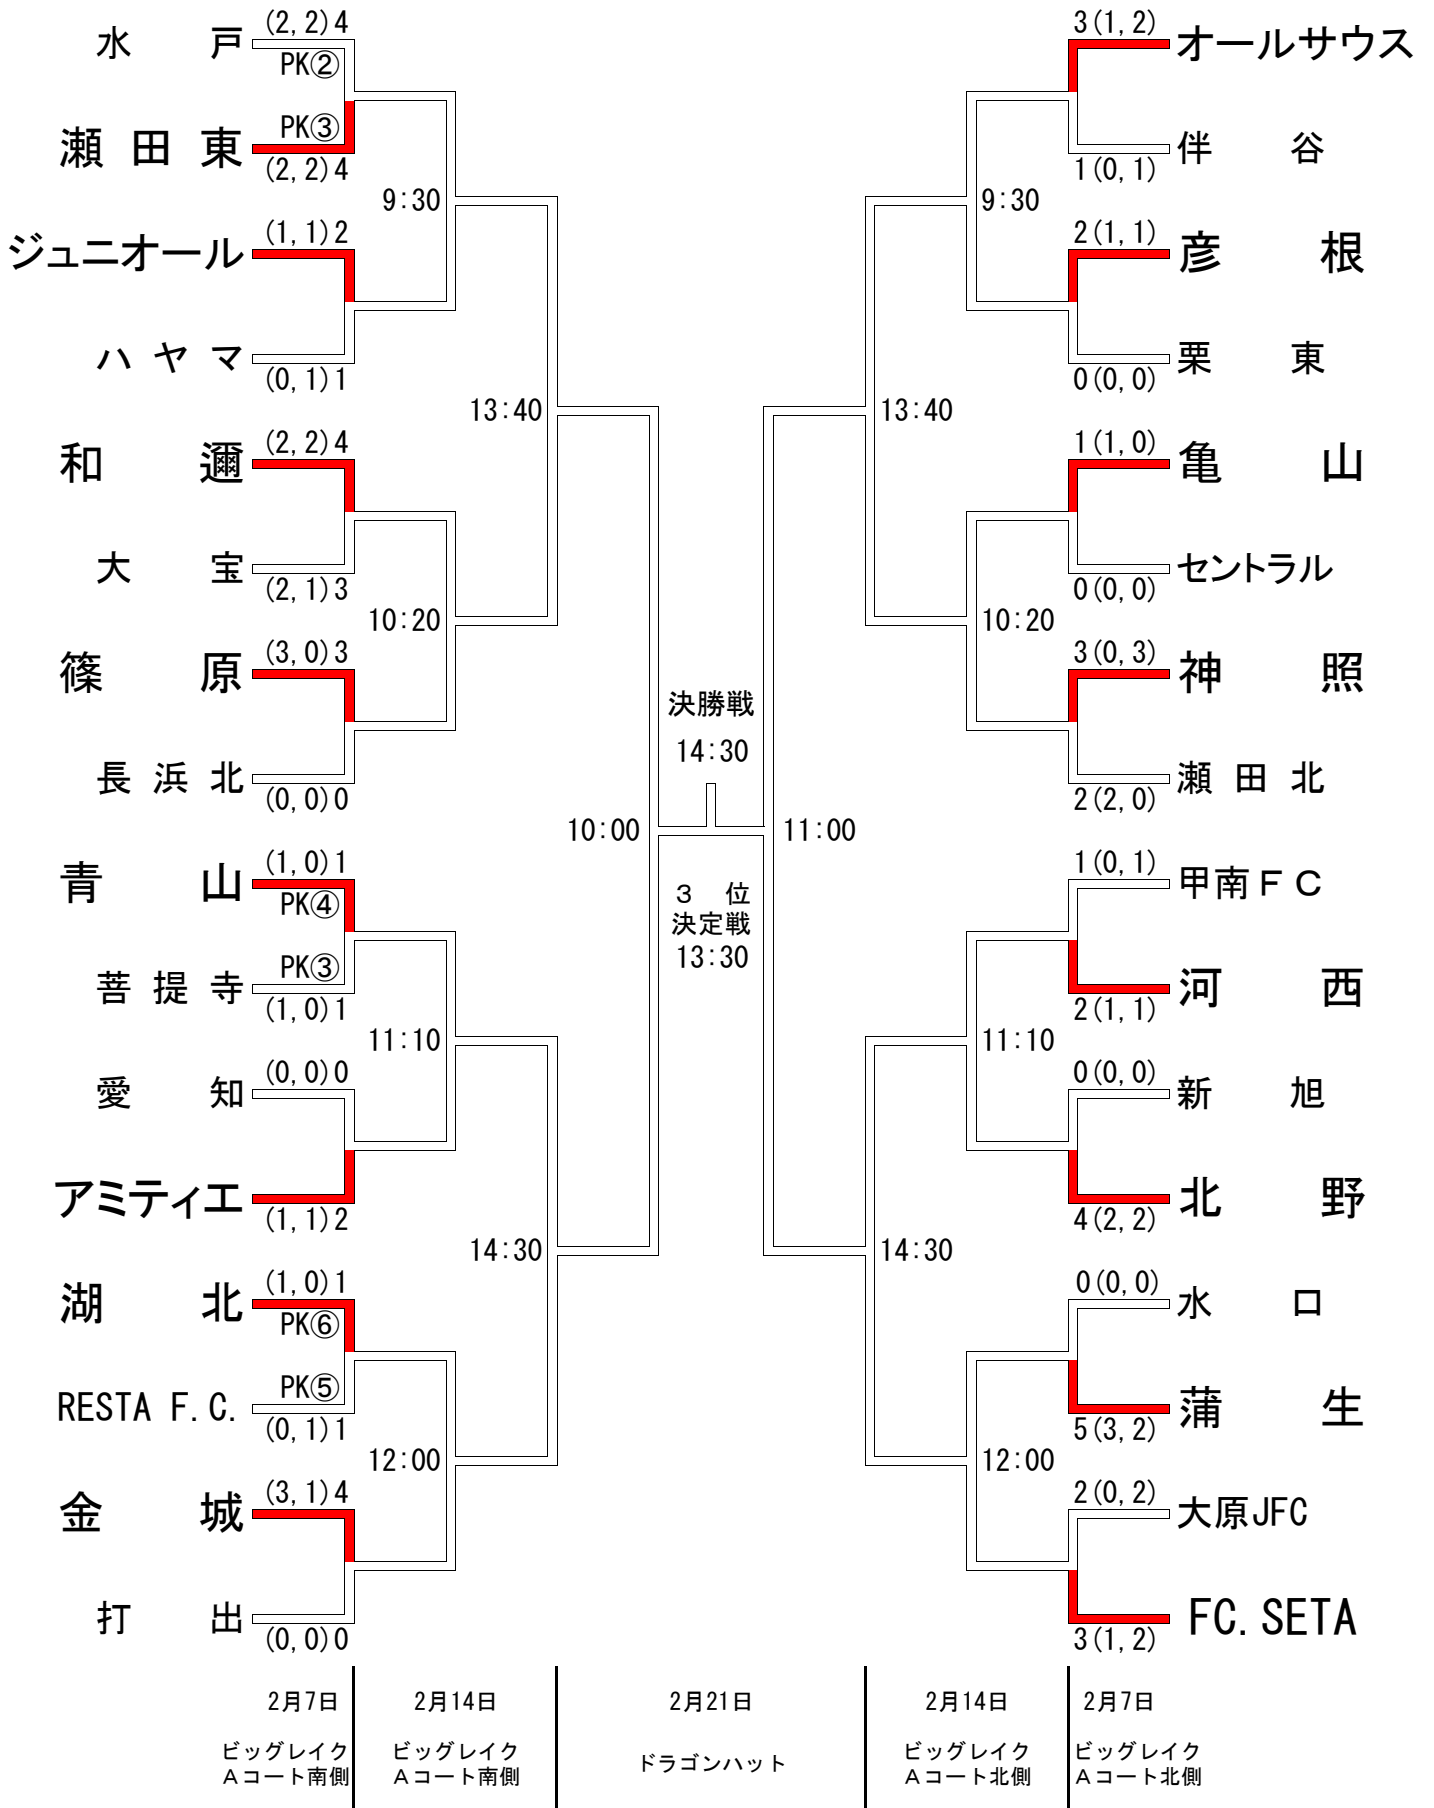 水戸 (2,2)4
PK②
PK③
瀬田東 (2,2)4
9:30
ジュニオール (1,1)2
ハヤマ (0,1)1
13:40
和邇 (2,2)4
大宝 (2,1)3
10:20
篠原 (3,0)3
長浜北 (0,0)0
10:00
青山 (1,0)1
PK④
PK③
菩提寺 (1,0)1
11:10
愛知 (0,0)0
アミティエ (1,1)2
14:30
湖北 (1,0)1
PK⑥
PK⑤
RESTA F.C. (0,1)1
12:00
金城 (3,1)4
打出 (0,0)0
決勝戦
14:30
3位
決定戦
13:30
3(1,2) オールサウス
1(0,1) 伴谷
9:30
2(1,1) 彦根
0(0,0)栗東
13:40
1(1,0) 亀山
0(0,0) セントラル
10:20
3(0,3) 神照
2(2,0) 瀬田北
11:00
1(0,1) 甲南FC
2(1,1) 河西
11:10
0(0,0) 新旭
4(2,2) 北野
14:30
0(0,0) 水口
5(3,2) 蒲生
12:00
2(0,2) 大原JFC
3(1,2) FC.SETA
2月7日
ビッグレイク
Aコート南側
2月14日
ビッグレイク
Aコート南側
2月21日
ドラゴンハット
2月14日
ビッグレイク
Aコート北側
2月7日
ビッグレイク
Aコート北側